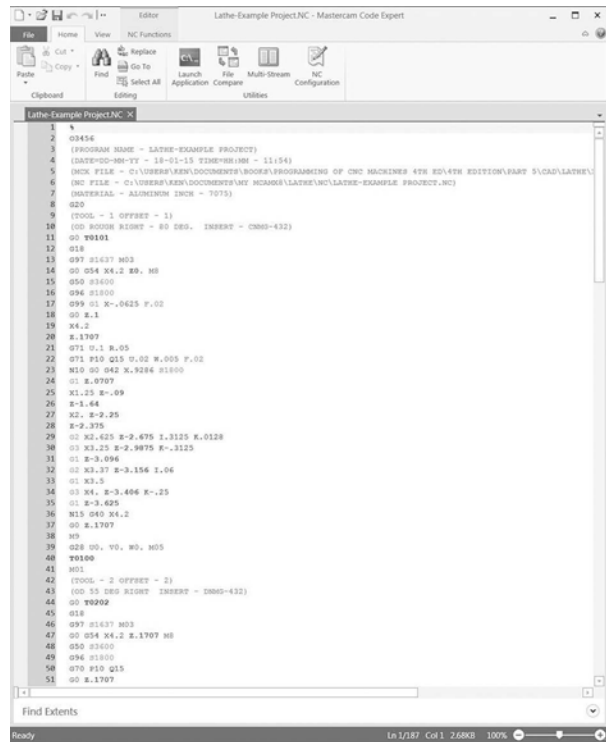 Editor
Lathe-Example Project.NC - Mastercam Code Expert
File Home View NC Functions
Paste
Cut
Copy
Clipboard
Find
Replace
Go To
Select All
Editing
Launch Application
File Compare
Multi-Stream
NC Configuration
Utilities
Lathe-Example Project.NC X
1 %
2 O3456
3 (PROGRAM NAME - LATHE-EXAMPLE PROJECT)
4 (DATE=DD-MM-YY - 18-01-15 TIME=HH:MM - 11:54)
5 (MCX FILE - C:\USERS\KEN\DOCUMENTS\BOOKS\PROGRAMMING OF CNC MACHINES 4TH ED\4TH EDITION\PART 5\CAD\LATHE\
6 (NC FILE - C:\USERS\KEN\DOCUMENTS\MY MCAMX8\LATHE\NC\LATHE-EXAMPLE PROJECT.NC)
7 (MATERIAL - ALUMINUM INCH - 7075)
8 G20
9 (TOOL - 1 OFFSET - 1)
10 (OD ROUGH RIGHT - 80 DEG. INSERT - CNMG-432)
11 G0 T0101
12 G18
13 G97 S1637 M03
14 G0 G54 X4.2 Z0. M8
15 G50 S3600
16 G96 S1800
17 G99 G1 X-.0625 F.02
18 G0 Z.1
19 X4.2
20 Z.1707
21 G71 U.1 R.05
22 G71 P10 Q15 U.02 W.005 F.02
23 N10 G0 G42 X.9286 S1800
24 G1 Z.0707
25 X1.25 Z-.09
26 Z-1.64
27 X2. Z-2.25
28 Z-2.375
29 G2 X2.625 Z-2.675 I.3125 K.0128
30 G3 X3.25 Z-2.9875 K-.3125
31 G1 Z-3.096
32 G2 X3.37 Z-3.156 I.06
33 G1 X3.5
34 G3 X4. Z-3.406 K-.25
35 G1 Z-3.625
36 N15 G40 X4.2
37 G0 Z.1707
38 M9
39 G28 U0. V0. W0. M05
40 T0100
41 M01
42 (TOOL - 2 OFFSET - 2)
43 (OD 55 DEG RIGHT INSERT - DNMG-432)
44 G0 T0202
45 G18
46 G97 S1637 M03
47 G0 G54 X4.2 Z.1707 M8
48 G50 S3600
49 G96 S1800
50 G70 P10 Q15
51 G0 Z.1707
Find Extents
Ready
Ln 1/187 Col 1 2.68KB 100%